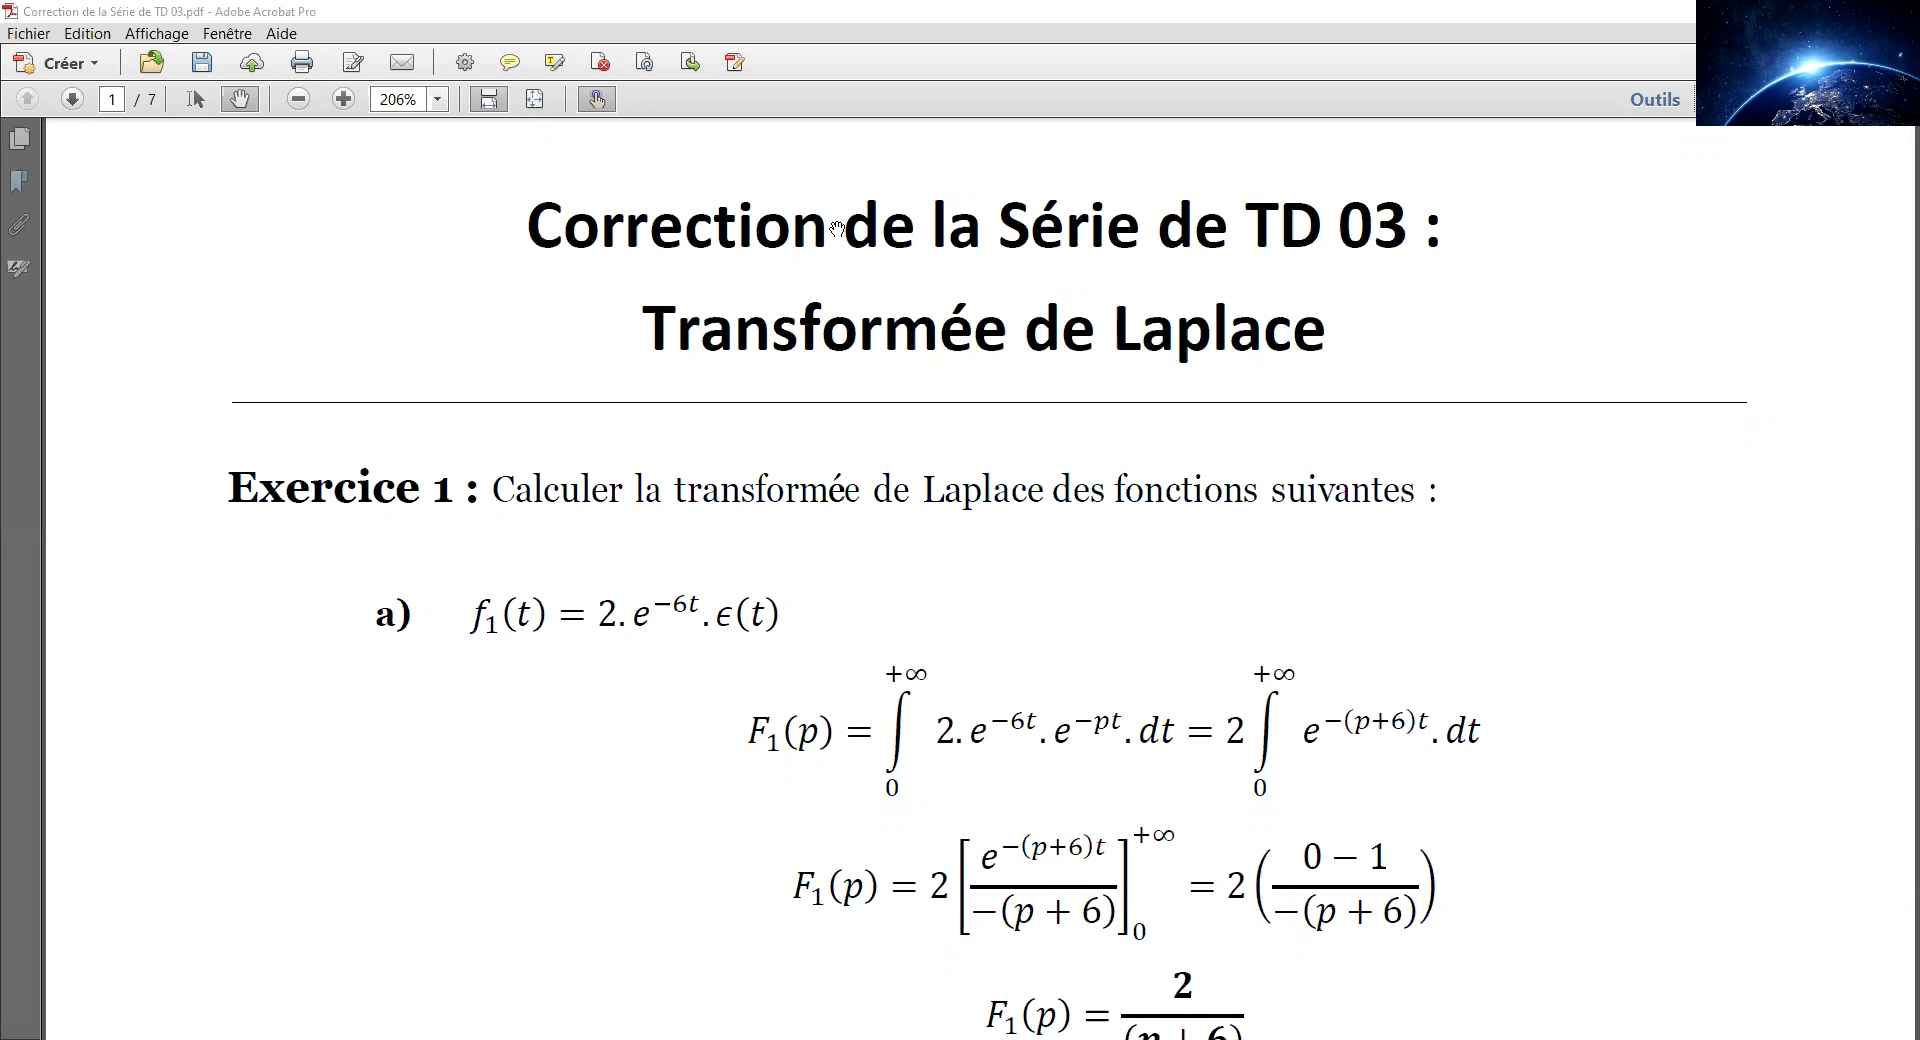 Correction de la Série de TD 03.pdf - Adobe Acrobat Pro
Fichier Edition Affichage Fenêtre Aide
Créer
1 / 7 206% Outils
Correction de la Série de TD 03 :
Transformée de Laplace
Exercice 1 : Calculer la transformée de Laplace des fonctions suivantes :
a) f₁(t) = 2. e^{−6t}. ϵ(t)
F₁(p) = ∫₀^{+∞} 2. e^{−6t}. e^{−pt}. dt = 2 ∫₀^{+∞} e^{−(p+6)t}. dt
F₁(p) = 2 [e^{−(p+6)t} / −(p + 6)]₀^{+∞} = 2 ((0 − 1) / −(p + 6))
F₁(p) = 2 / (p + 6)